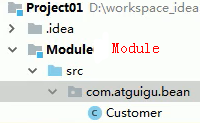 Project01 D:\workspace_idea
.idea
Module Module
src
com.atguigu.bean
Customer